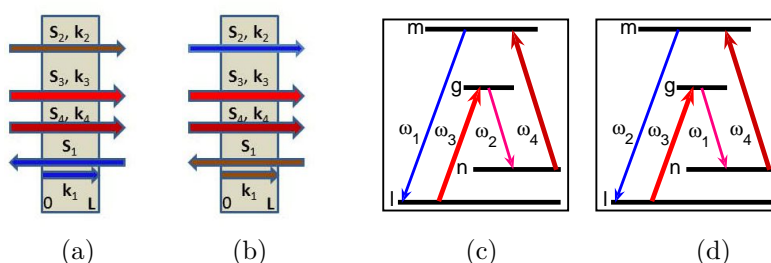 S₂, k₂
S₃, k₃
S₄, k₄
S₁
k₁
0 L
(a)
S₂, k₂
S₃, k₃
S₄, k₄
S₁
k₁
0 L
(b)
m
g
ω₁ ω₃ ω₂ ω₄
n
l
(c)
m
g
ω₂ ω₃ ω₁ ω₄
n
l
(d)